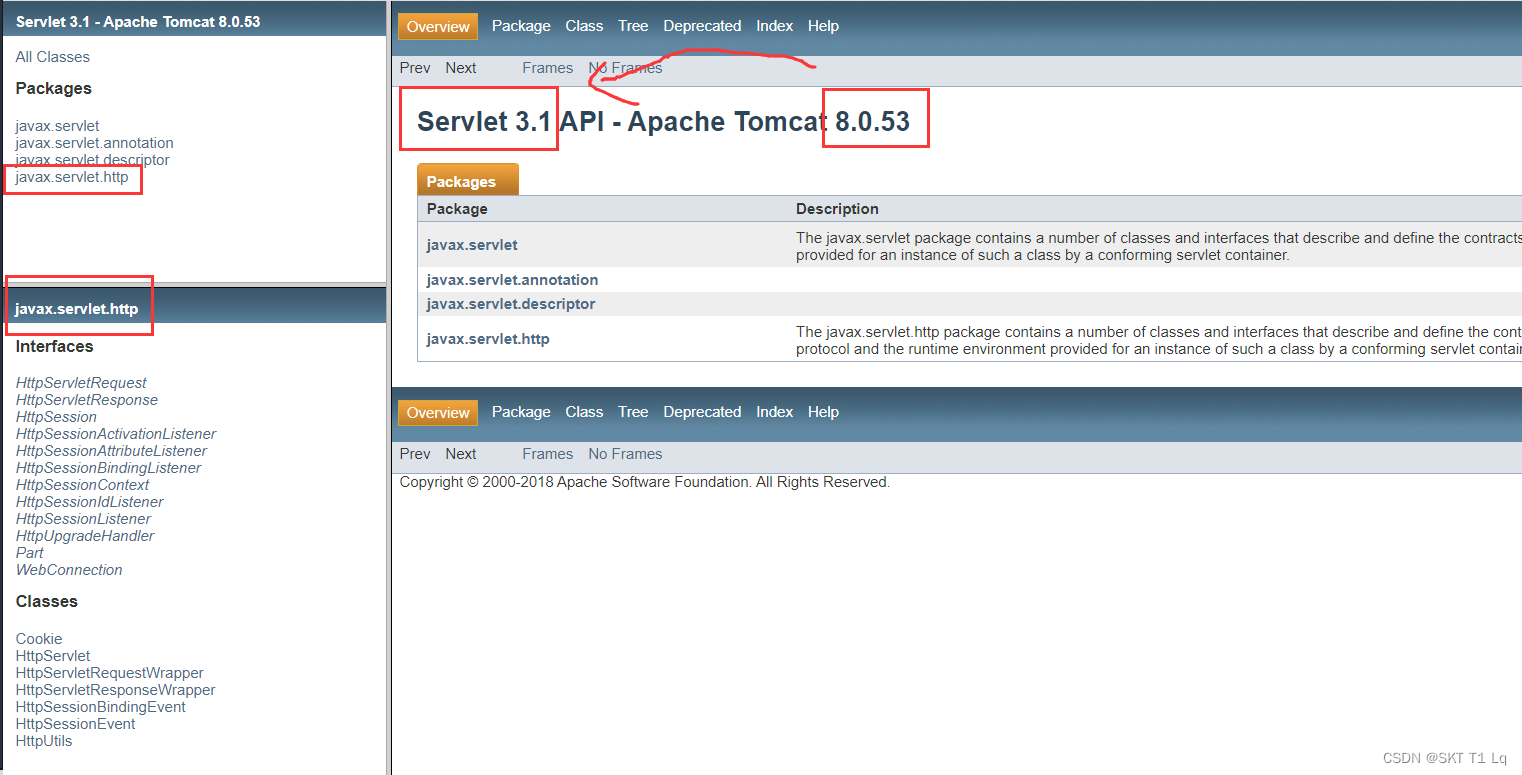 Servlet 3.1 - Apache Tomcat 8.0.53
All Classes
Packages
javax.servlet
javax.servlet.annotation
javax.servlet.descriptor
javax.servlet.http
javax.servlet.http
Interfaces
HttpServletRequest
HttpServletResponse
HttpSession
HttpSessionActivationListener
HttpSessionAttributeListener
HttpSessionBindingListener
HttpSessionContext
HttpSessionIdListener
HttpSessionListener
HttpUpgradeHandler
Part
WebConnection
Classes
Cookie
HttpServlet
HttpServletRequestWrapper
HttpServletResponseWrapper
HttpSessionBindingEvent
HttpSessionEvent
HttpUtils
Overview Package Class Tree Deprecated Index Help
Prev Next Frames No Frames
Servlet 3.1 API - Apache Tomcat 8.0.53
Packages
Package Description
javax.servlet The javax.servlet package contains a number of classes and interfaces that describe and define the contracts
provided for an instance of such a class by a conforming servlet container.
javax.servlet.annotation
javax.servlet.descriptor
javax.servlet.http The javax.servlet.http package contains a number of classes and interfaces that describe and define the cont
protocol and the runtime environment provided for an instance of such a class by a conforming servlet contai
Overview Package Class Tree Deprecated Index Help
Prev Next Frames No Frames
Copyright © 2000-2018 Apache Software Foundation. All Rights Reserved.
CSDN @SKT T1 Lq